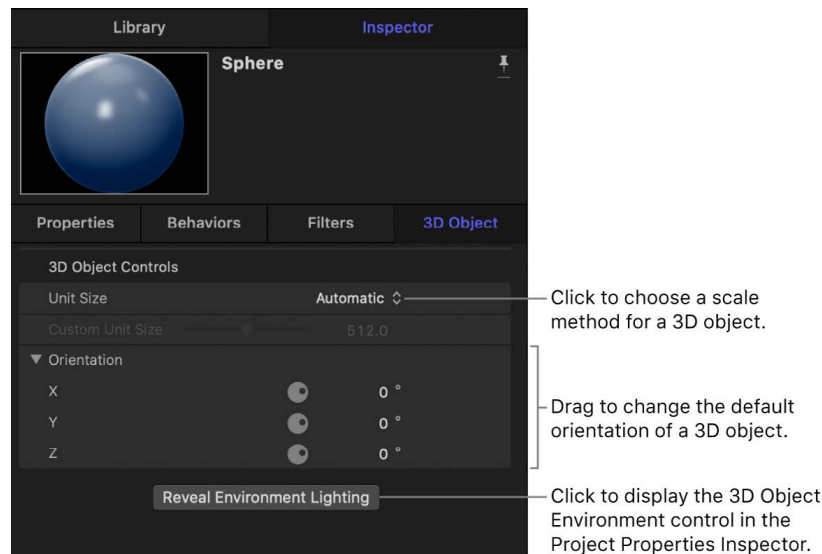 Library
Inspector
Sphere
Properties
Behaviors
Filters
3D Object
3D Object Controls
Unit Size
Automatic
Click to choose a scale
method for a 3D object.
Custom Unit Size
512.0
Orientation
X
0 °
Y
0 °
Z
0 °
Drag to change the default
orientation of a 3D object.
Reveal Environment Lighting
Click to display the 3D Object
Environment control in the
Project Properties Inspector.